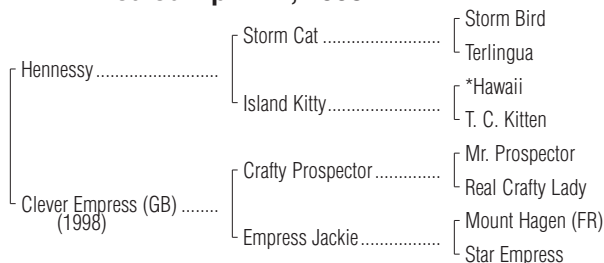 Storm Bird
Storm Cat ........................
Terlingua
Hennessy .................................
*Hawaii
Island Kitty ..............................
T. C. Kitten
Mr. Prospector
Crafty Prospector ................
Real Crafty Lady
Clever Empress (GB) .........
(1998)
Mount Hagen (FR)
Empress Jackie ....................
Star Empress